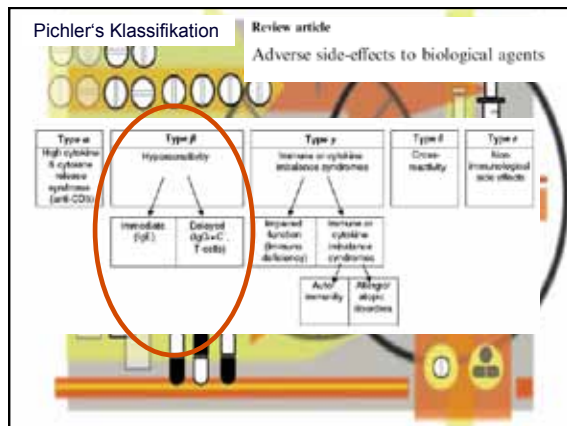 Pichler's Klassifikation
Review article
Adverse side-effects to biological agents
Type α
High cytokine
& cytokine
release
syndrome
(anti-CD3)
Type β
Hypersensitivity
Immediate
(IgE)
Delayed
(IgG+C,
T-cells)
Type γ
Immune or cytokine
imbalance syndromes
Impaired
function
(Immuno
deficiency)
Immune or
cytokine
imbalance
syndromes
Auto-
immunity
Allergy/
atopic
disorders
Type δ
Cross-
reactivity
Type ε
Non-
immunological
side effects